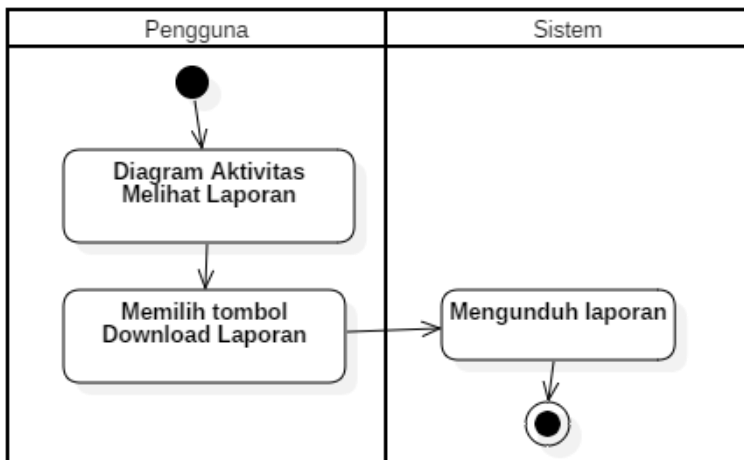 Pengguna
Sistem
Diagram Aktivitas
Melihat Laporan
Memilih tombol
Download Laporan
Mengunduh laporan